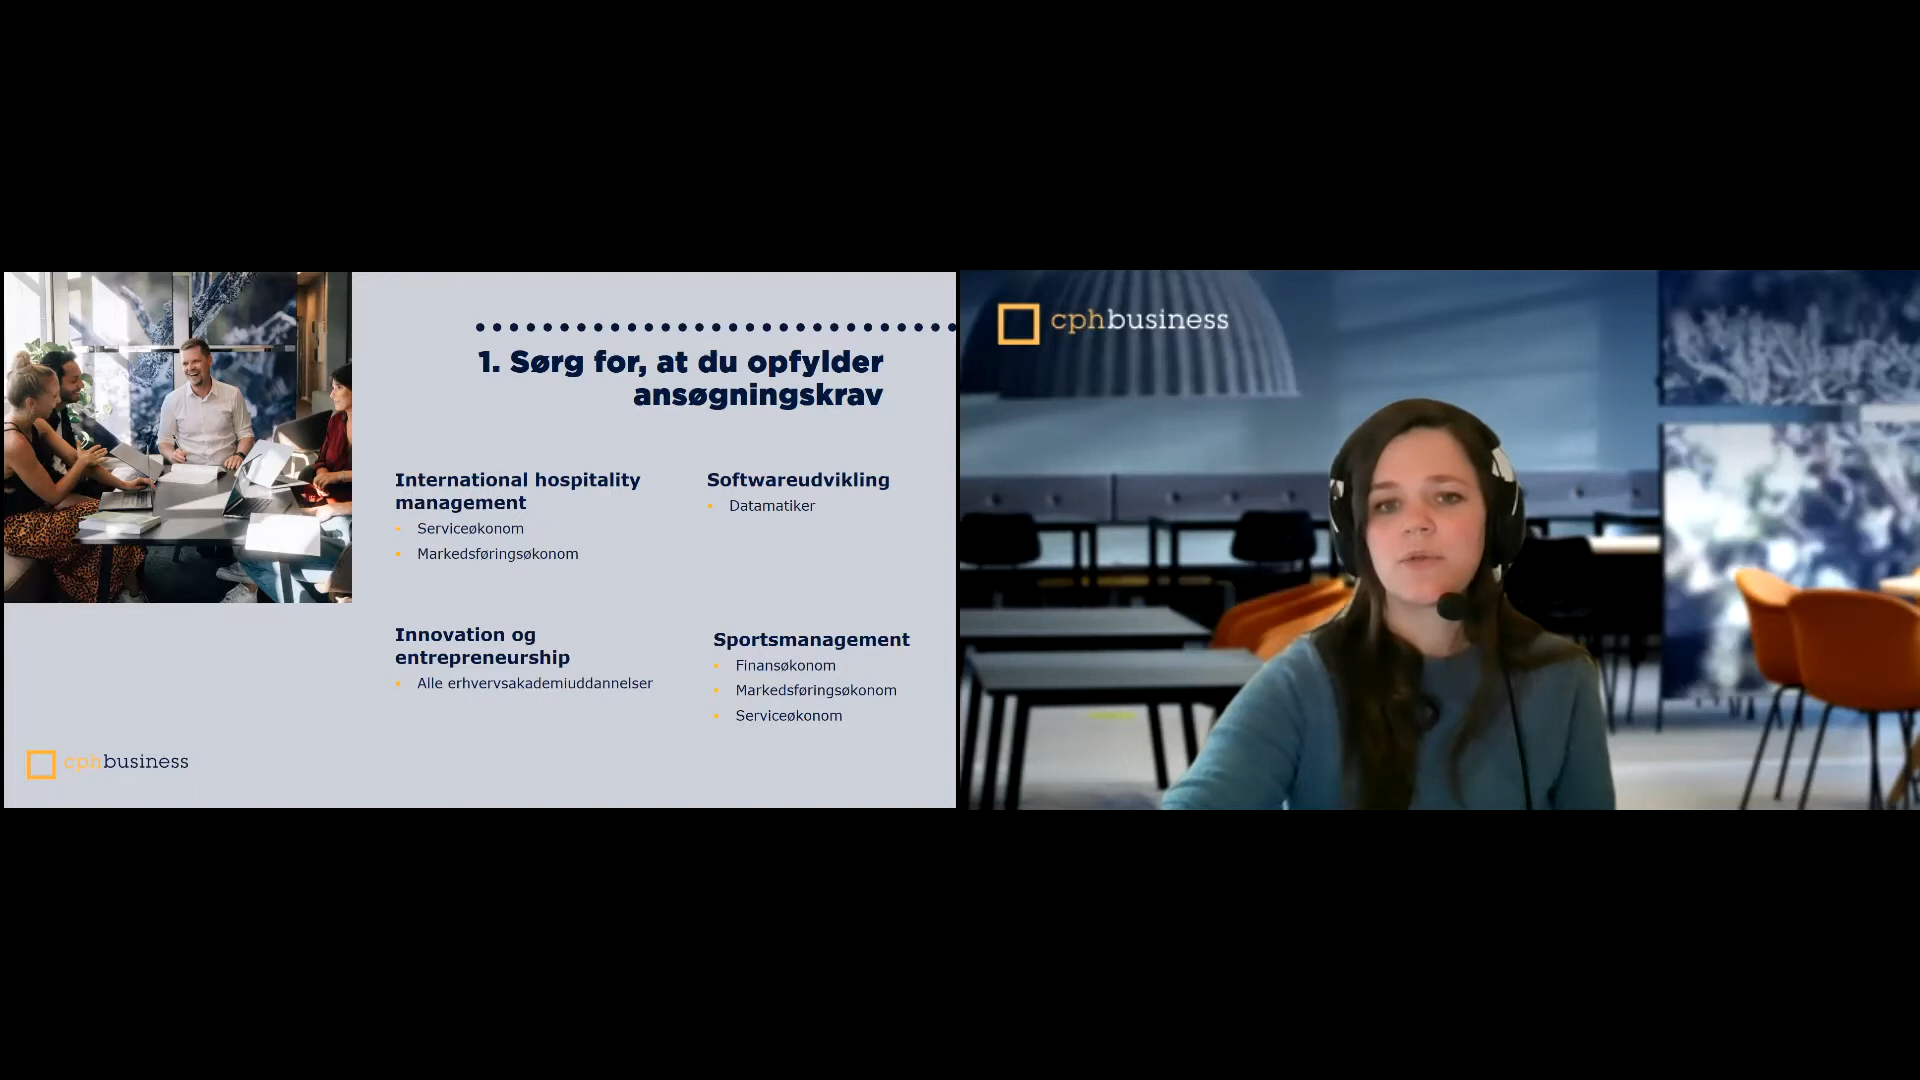 1. Sørg for, at du opfylder
ansøgningskrav
International hospitality
management
Serviceøkonom
Markedsføringsøkonom
Softwareudvikling
Datamatiker
Innovation og
entrepreneurship
Alle erhvervsakademiuddannelser
Sportsmanagement
Finansøkonom
Markedsføringsøkonom
Serviceøkonom
cphbusiness
cphbusiness